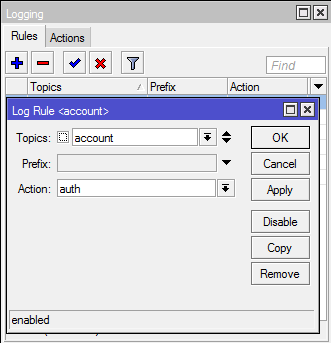 Logging
Rules Actions
Find
Topics Prefix Action
Log Rule <account>
Topics: account OK
Prefix: Cancel
Action: auth Apply
Disable
Copy
Remove
enabled